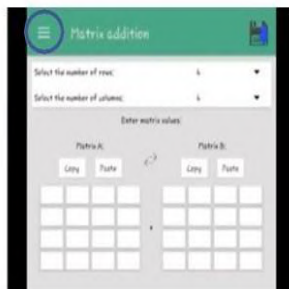 Matrix addition
Select the number of rows:
Select the number of columns:
Enter matrix values:
Matrix A: Matrix B:
Copy Paste Copy Paste